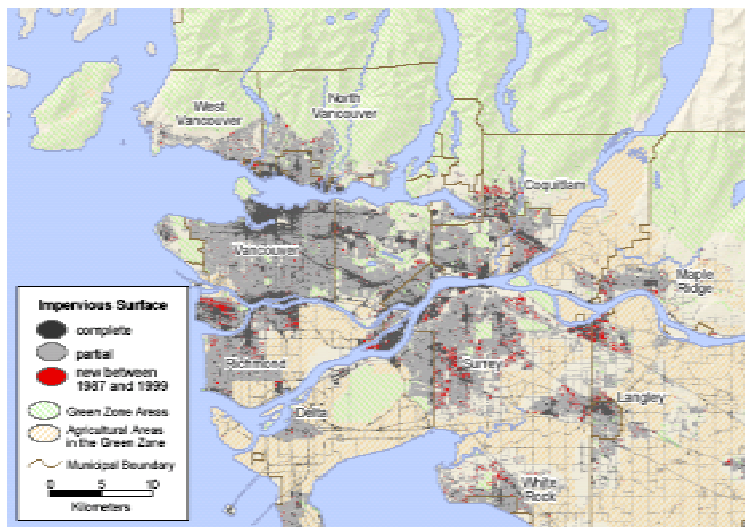 West
Vancouver
North
Vancouver
Coquitlam
Vancouver
Maple
Ridge
Richmond
Surrey
Langley
Delta
White
Rock
Impervious Surface
complete
partial
new between
1987 and 1999
Green Zone Areas
Agricultural Areas
in the Green Zone
Municipal Boundary
0 5 10
Kilometers